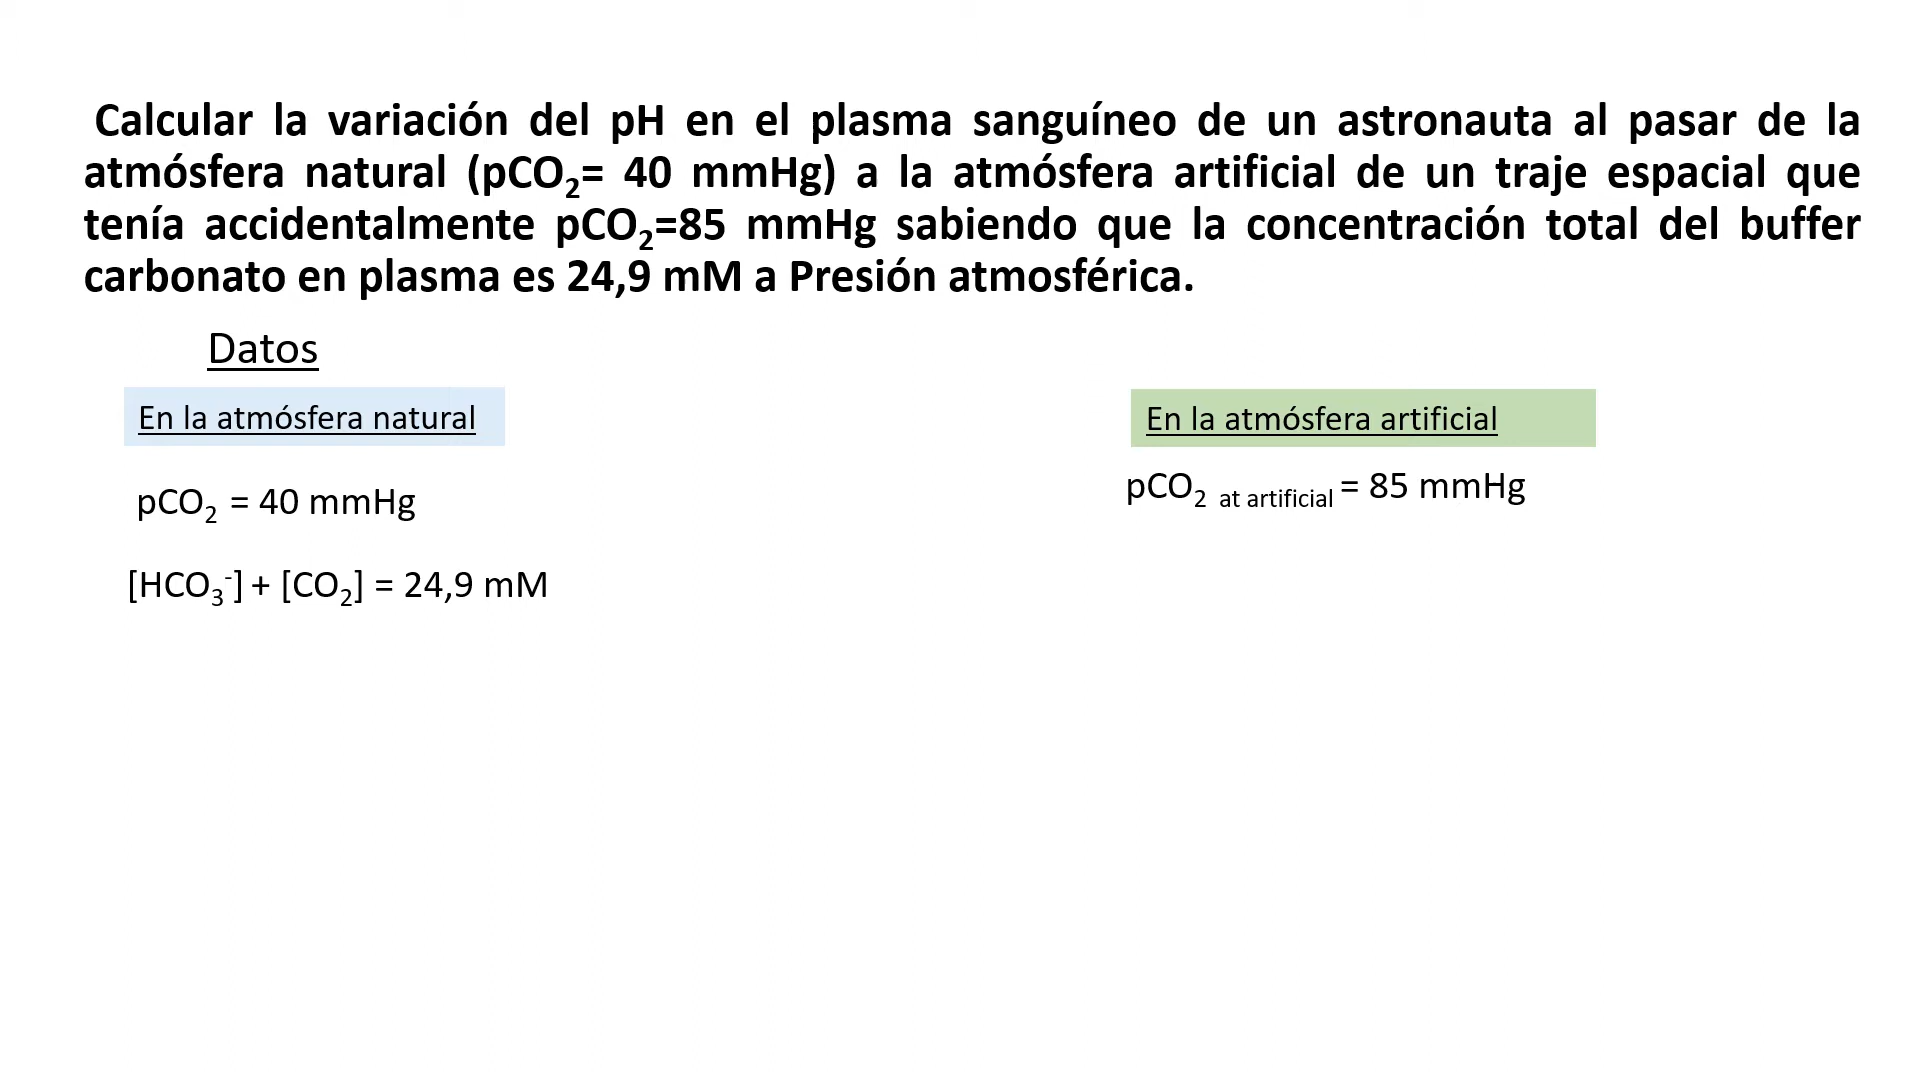 Calcular la variación del pH en el plasma sanguíneo de un astronauta al pasar de la
atmósfera natural (pCO₂= 40 mmHg) a la atmósfera artificial de un traje espacial que
tenía accidentalmente pCO₂=85 mmHg sabiendo que la concentración total del buffer
carbonato en plasma es 24,9 mM a Presión atmosférica.
Datos
En la atmósfera natural
En la atmósfera artificial
pCO₂ = 40 mmHg
pCO₂ at artificial = 85 mmHg
[HCO₃⁻] + [CO₂] = 24,9 mM